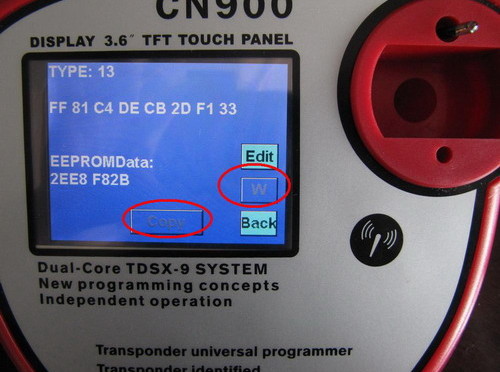 CN900
DISPLAY 3.6" TFT TOUCH PANEL
TYPE: 13
FF 81 C4 DE CB 2D F1 33
EEPROMData:
2EE8 F82B
Edit
W
Copy
Back
Dual-Core TDSX-9 SYSTEM
New programming concepts
Independent operation
Transponder universal programmer
Transponder identified